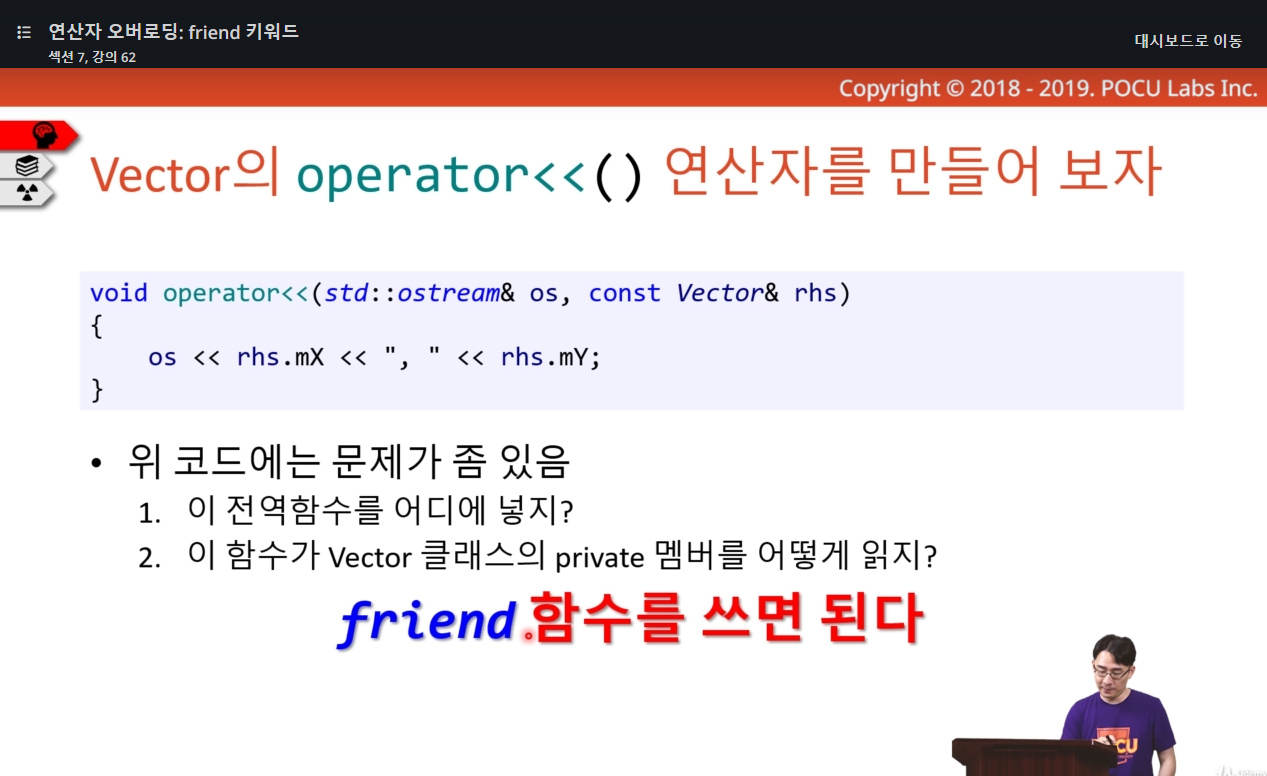 연산자 오버로딩: friend 키워드
섹션 7, 강의 62
대시보드로 이동
Copyright © 2018 - 2019. POCU Labs Inc.
Vector의 operator<<() 연산자를 만들어 보자
void operator<<(std::ostream& os, const Vector& rhs)
{
    os << rhs.mX << ", " << rhs.mY;
}
• 위 코드에는 문제가 좀 있음
1. 이 전역함수를 어디에 넣지?
2. 이 함수가 Vector 클래스의 private 멤버를 어떻게 읽지?
friend 함수를 쓰면 된다